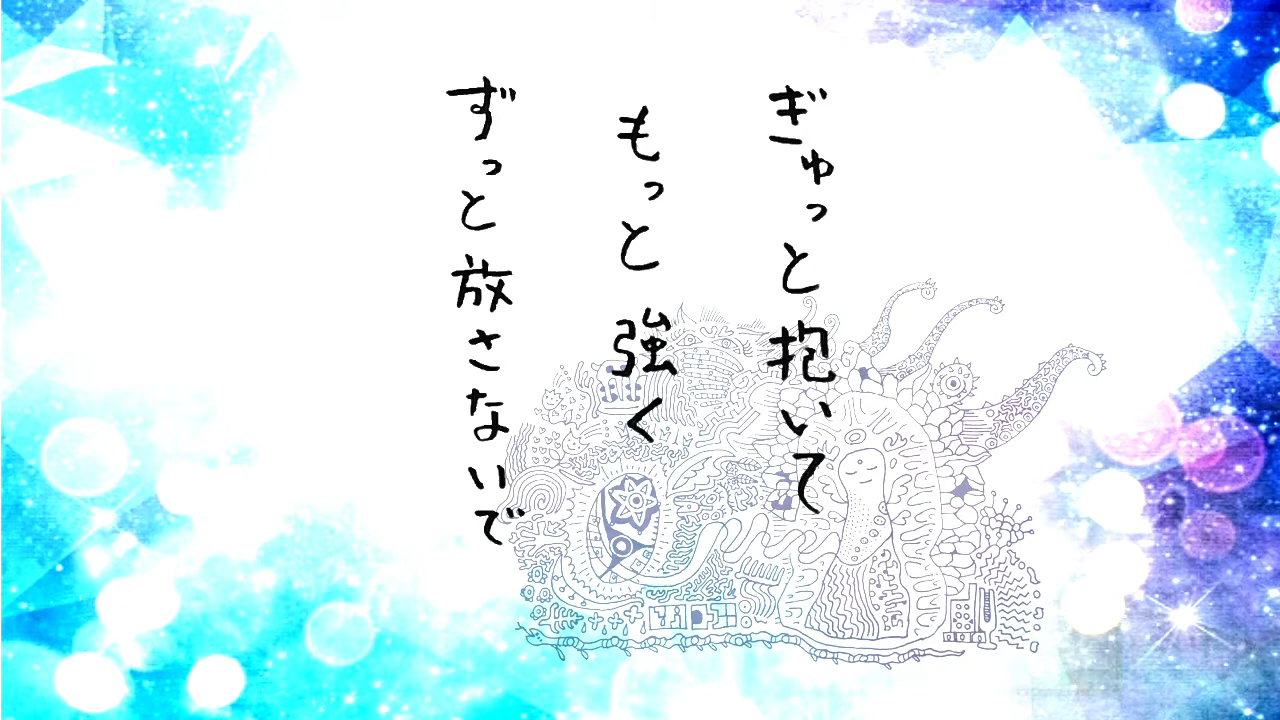 ぎゅっと抱いて
もっと強く
ずっと放さないで